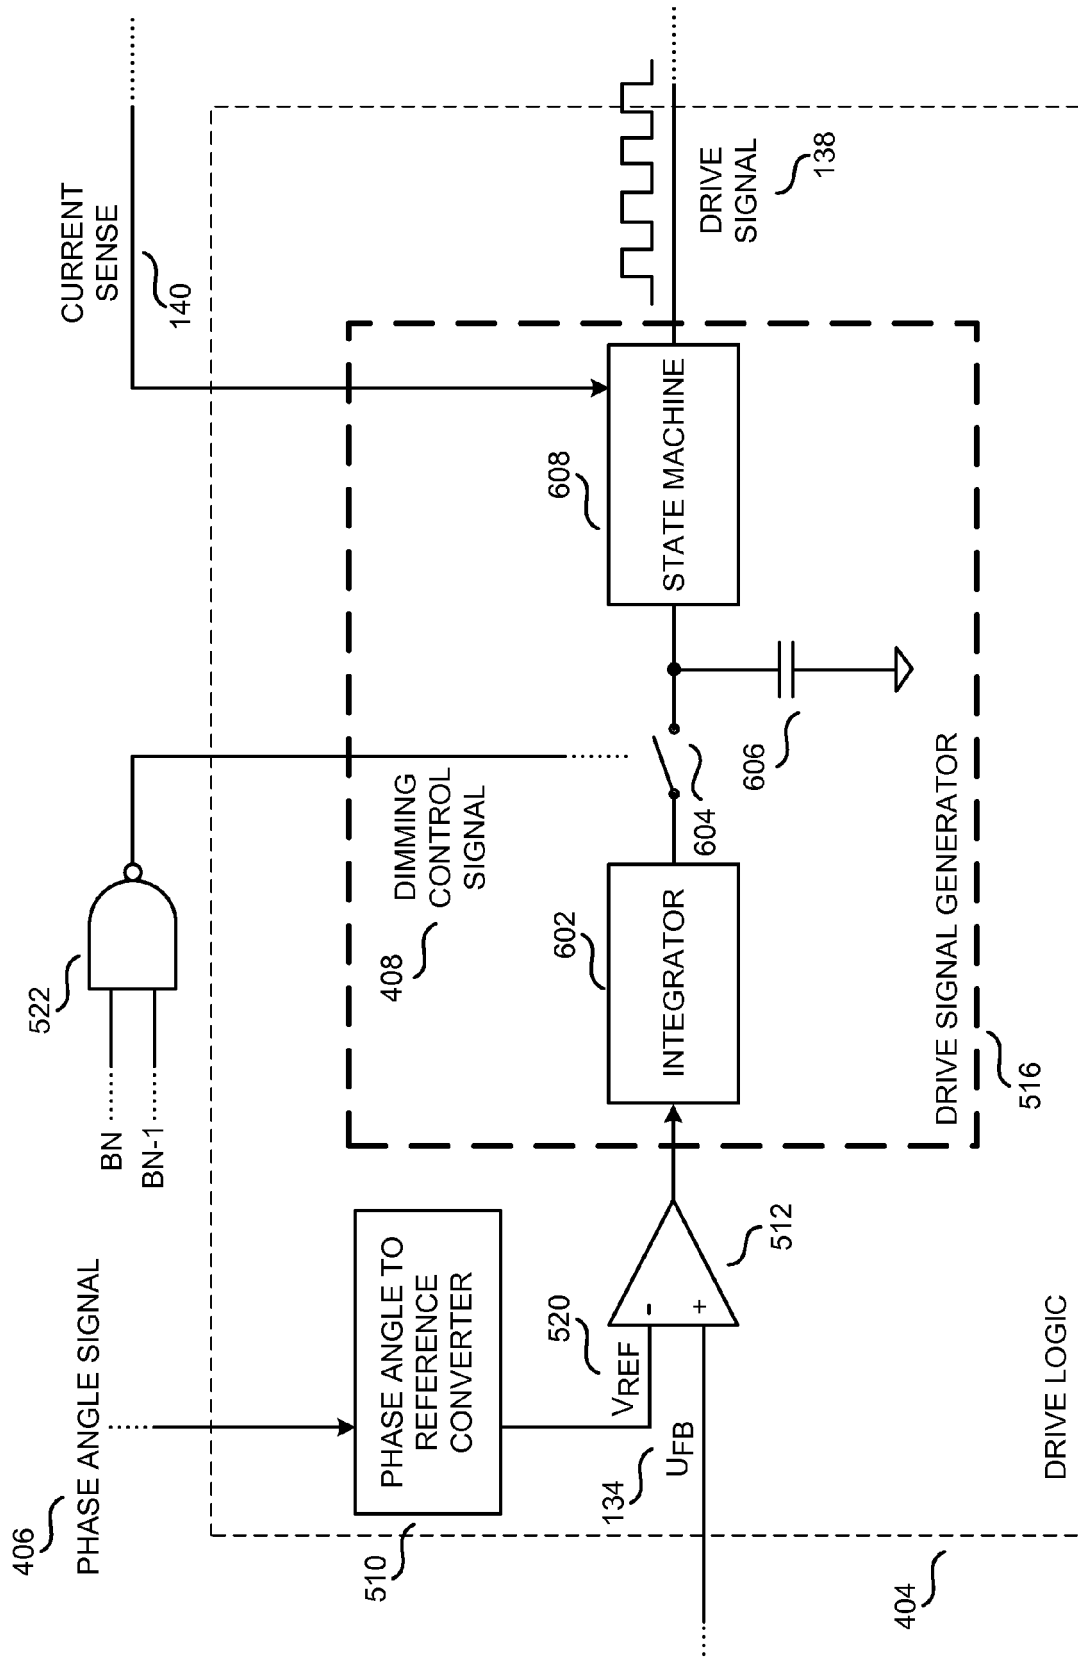 406
PHASE ANGLE SIGNAL
BN
BN-1
522
CURRENT
SENSE
140
510
PHASE ANGLE TO
REFERENCE
CONVERTER
408
DIMMING
CONTROL
SIGNAL
134
UFB
VREF
520
-
+
512
602
INTEGRATOR
604
606
608
STATE MACHINE
DRIVE
SIGNAL
138
DRIVE SIGNAL GENERATOR
516
404
DRIVE LOGIC